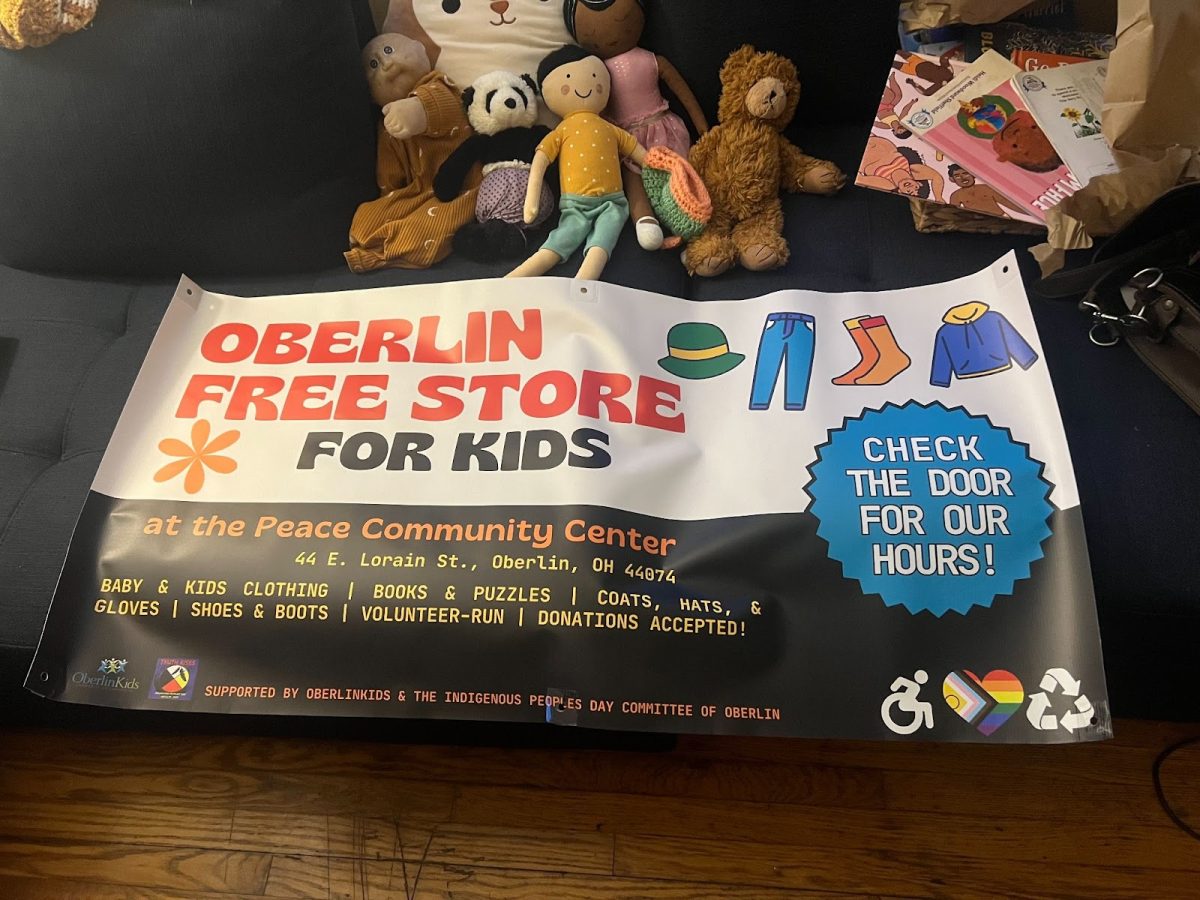 OBERLIN
FREE STORE
FOR KIDS
at the Peace Community Center
44 E. Lorain St., Oberlin, OH 44074
BABY & KIDS CLOTHING | BOOKS & PUZZLES | COATS, HATS, &
GLOVES | SHOES & BOOTS | VOLUNTEER-RUN | DONATIONS ACCEPTED!
CHECK
THE DOOR
FOR OUR
HOURS!
OberlinKids
TRUTH RISES
SUPPORTED BY OBERLINKIDS & THE INDIGENOUS PEOPLES DAY COMMITTEE OF OBERLIN